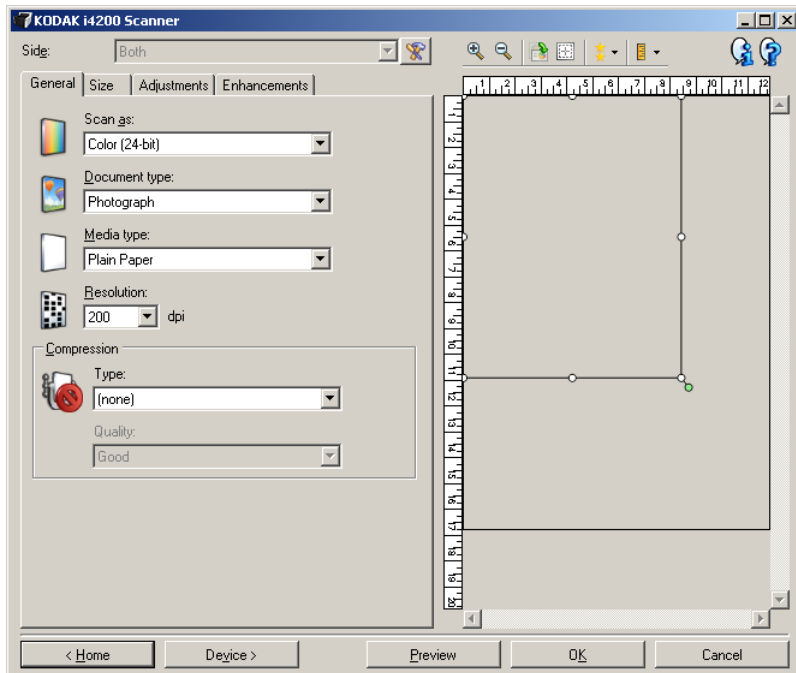 KODAK i4200 Scanner
Side: Both
General Size Adjustments Enhancements
Scan as:
Color (24-bit)
Document type:
Photograph
Media type:
Plain Paper
Resolution:
200 dpi
Compression
Type:
(none)
Quality:
Good
1 2 3 4 5 6 7 8 9 10 11 12
1
2
3
4
5
6
7
8
9
10
11
12
13
14
15
16
17
18
19
20
< Home Device > Preview OK Cancel